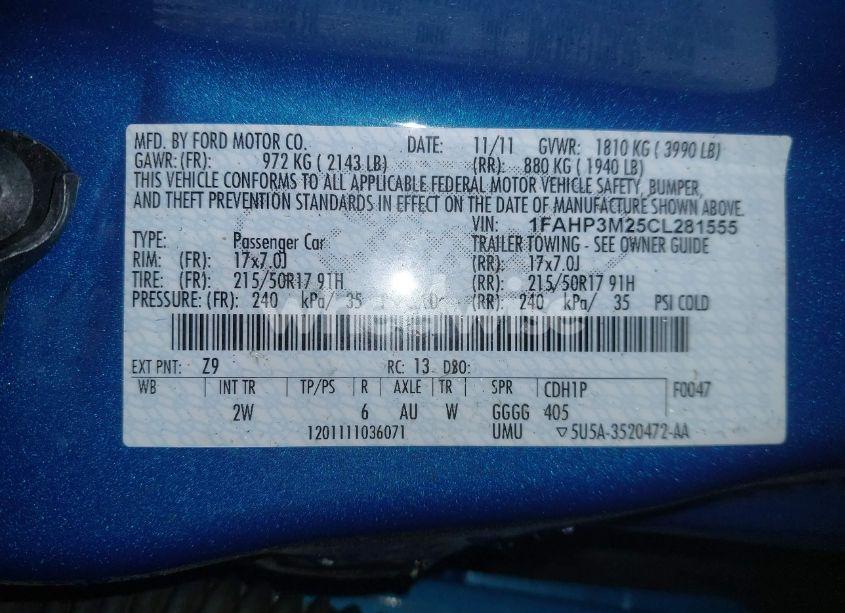 MFD. BY FORD MOTOR CO. DATE: 11/11 GVWR: 1810 KG ( 3990 LB)
GAWR:(FR): 972 KG ( 2143 LB) (RR): 880 KG ( 1940 LB)
THIS VEHICLE CONFORMS TO ALL APPLICABLE FEDERAL MOTOR VEHICLE SAFETY, BUMPER,
AND THEFT PREVENTION STANDARDS IN EFFECT ON THE DATE OF MANUFACTURE SHOWN ABOVE.
VIN: 1FAHP3M25CL281555
TYPE: Passenger Car TRAILER TOWING - SEE OWNER GUIDE
RIM: (FR): 17x7.0J (RR): 17x7.0J
TIRE: (FR): 215/50R17 91H (RR): 215/50R17 91H
PRESSURE: (FR): 240 kPa/ 35 (RR): 240 kPa/ 35 PSI COLD
wheelwise
EXT PNT: Z9 RC: 13 DSO:
WB INT TR TP/PS R AXLE TR SPR CDH1P F0047
2W 6 AU W GGGG 405
1201111036071 UMU ▽5U5A-3520472-AA